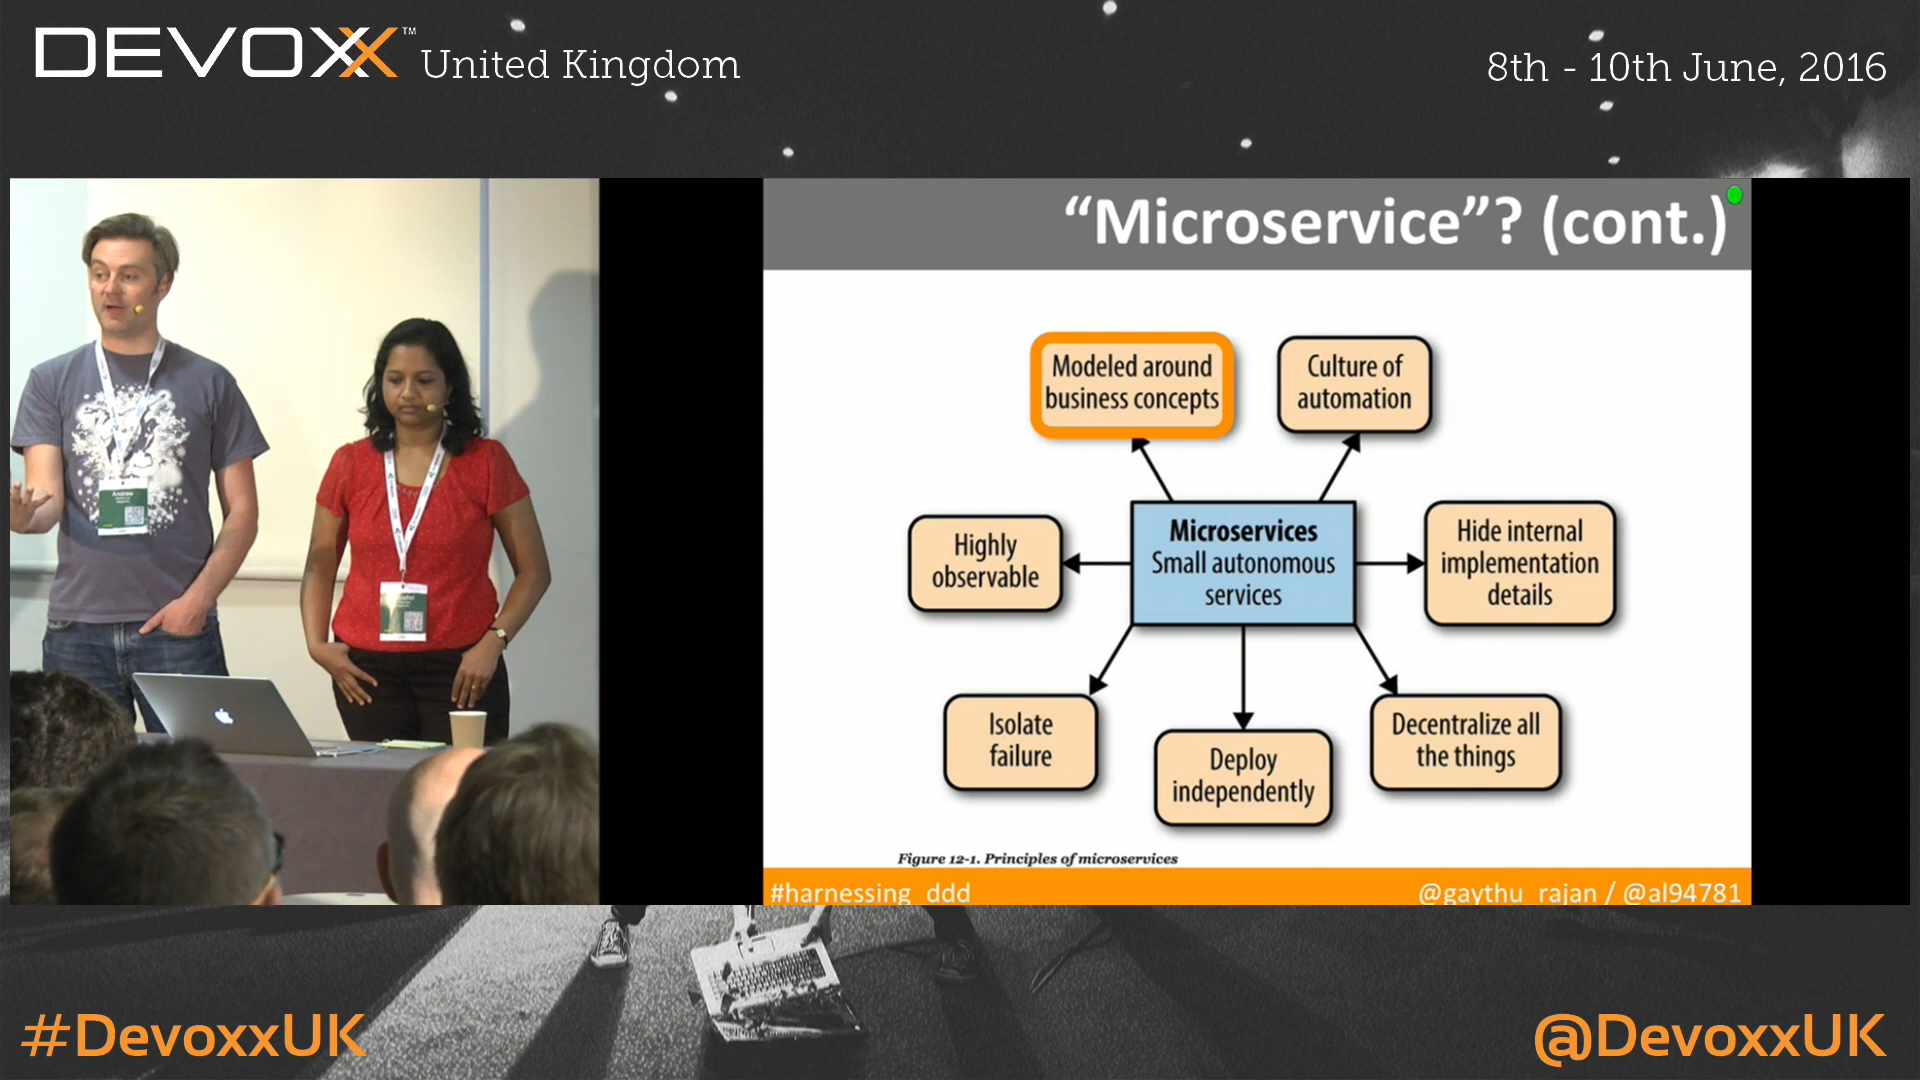 DEVOXX™ United Kingdom
8th - 10th June, 2016
“Microservice”? (cont.)
Modeled around
business concepts
Culture of
automation
Highly
observable
Microservices
Small autonomous
services
Hide internal
implementation
details
Isolate
failure
Deploy
independently
Decentralize all
the things
Figure 12-1. Principles of microservices
#harnessing_ddd
@gaythu_rajan / @al94781
Andrew
#DevoxxUK
@DevoxxUK